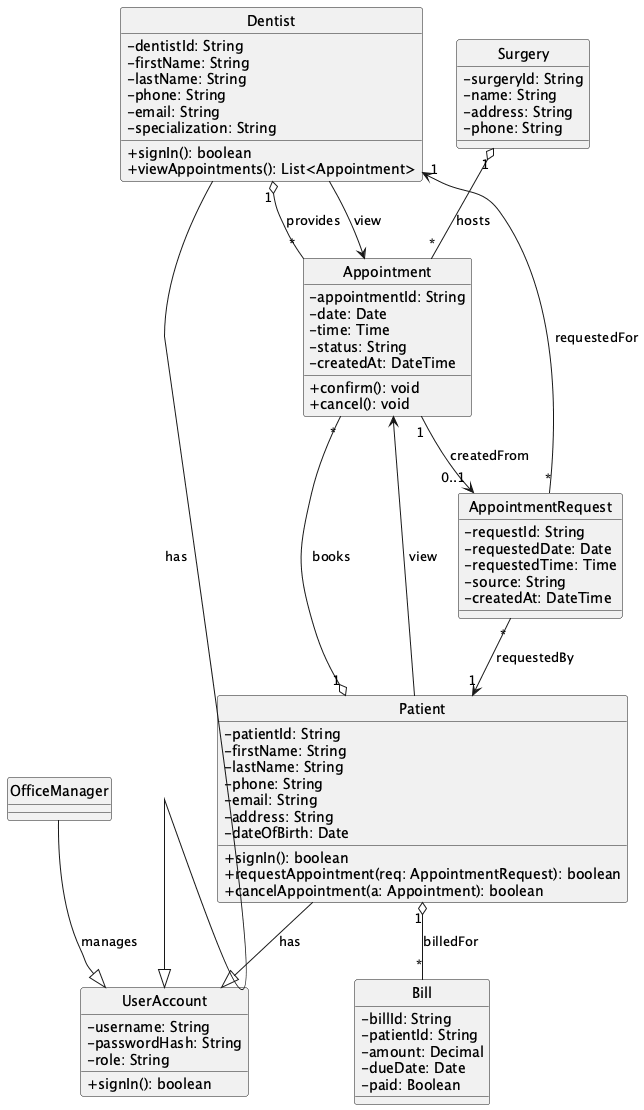 Dentist
-dentistId: String
-firstName: String
-lastName: String
-phone: String
-email: String
-specialization: String
+signIn(): boolean
+viewAppointments(): List<Appointment>
Surgery
-surgeryId: String
-name: String
-address: String
-phone: String
1
1
1
provides
view
hosts
*
*
Appointment
-appointmentId: String
-date: Date
-time: Time
-status: String
-createdAt: DateTime
+confirm(): void
+cancel(): void
requestedFor
*
1
createdFrom
0..1
*
AppointmentRequest
-requestId: String
-requestedDate: Date
-requestedTime: Time
-source: String
-createdAt: DateTime
has
books
view
*
requestedBy
1
1
Patient
-patientId: String
-firstName: String
-lastName: String
-phone: String
-email: String
-address: String
-dateOfBirth: Date
+signIn(): boolean
+requestAppointment(req: AppointmentRequest): boolean
+cancelAppointment(a: Appointment): boolean
OfficeManager
manages
has
1
billedFor
*
UserAccount
-username: String
-passwordHash: String
-role: String
+signIn(): boolean
Bill
-billId: String
-patientId: String
-amount: Decimal
-dueDate: Date
-paid: Boolean